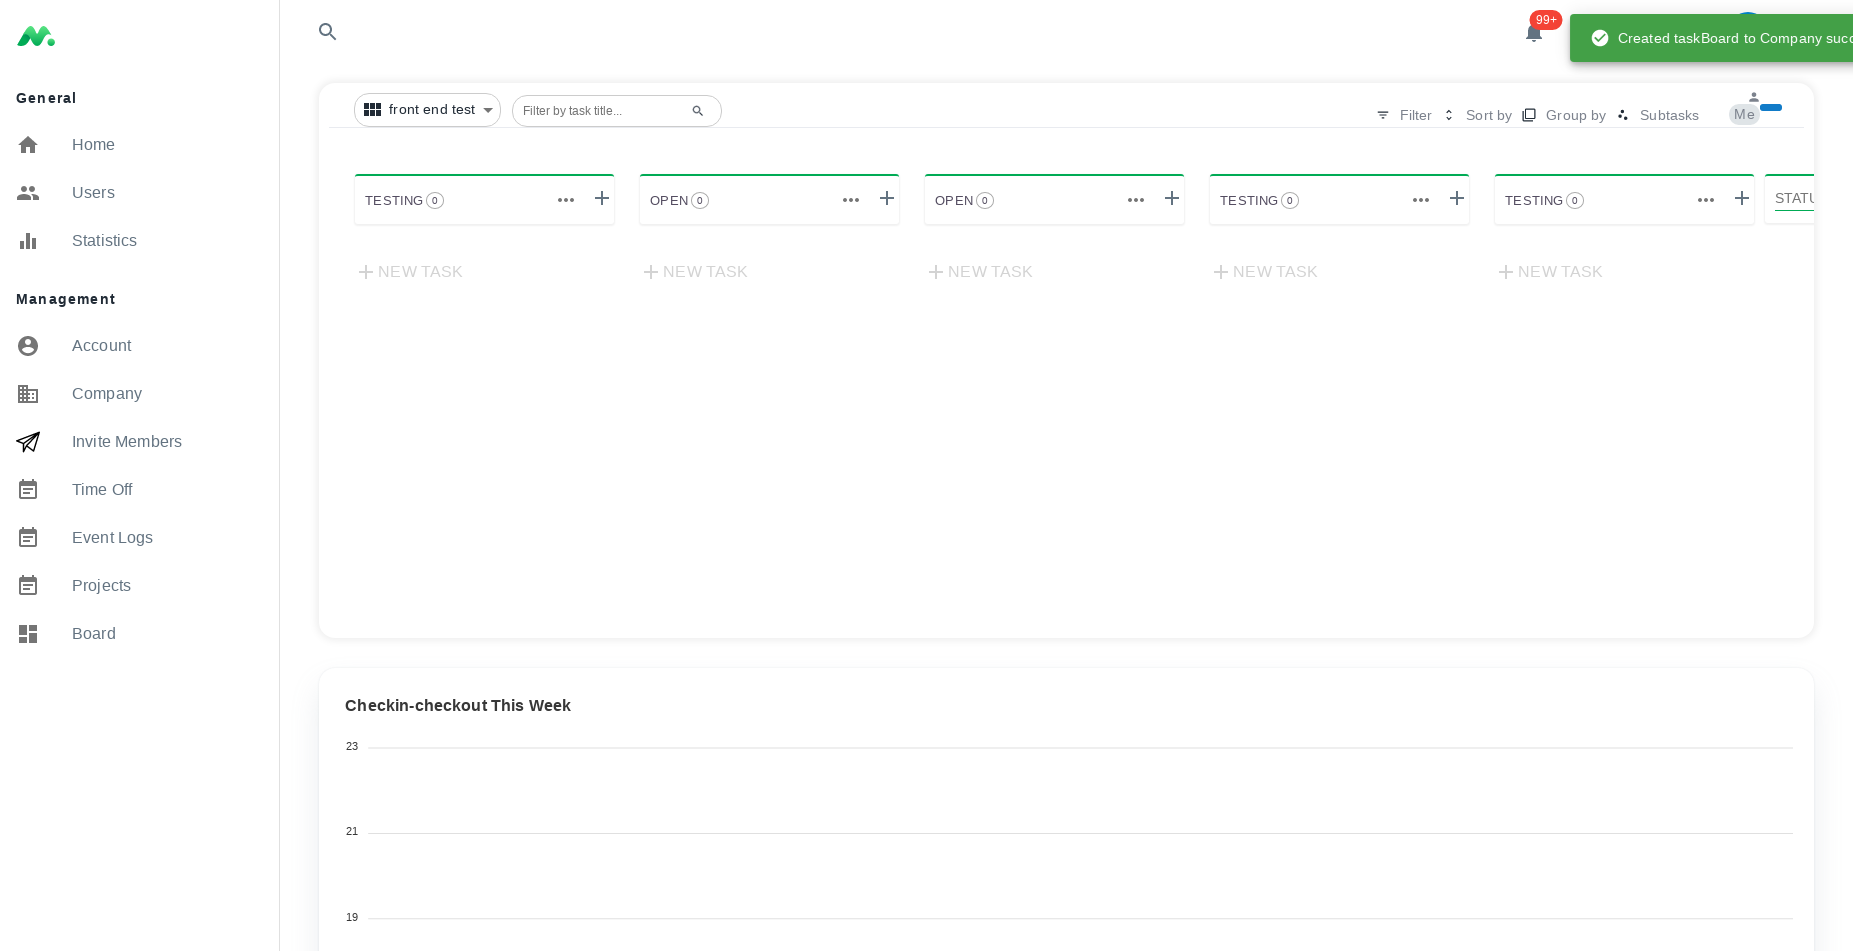 99+
Created taskBoard to Company succ
General
Home
Users
Statistics
Management
Account
Company
Invite Members
Time Off
Event Logs
Projects
Board
front end test
Filter by task title...
Filter
Sort by
Group by
Subtasks
Me
TESTING 0
OPEN 0
OPEN 0
TESTING 0
TESTING 0
STATU
NEW TASK
NEW TASK
NEW TASK
NEW TASK
NEW TASK
Checkin-checkout This Week
23
21
19